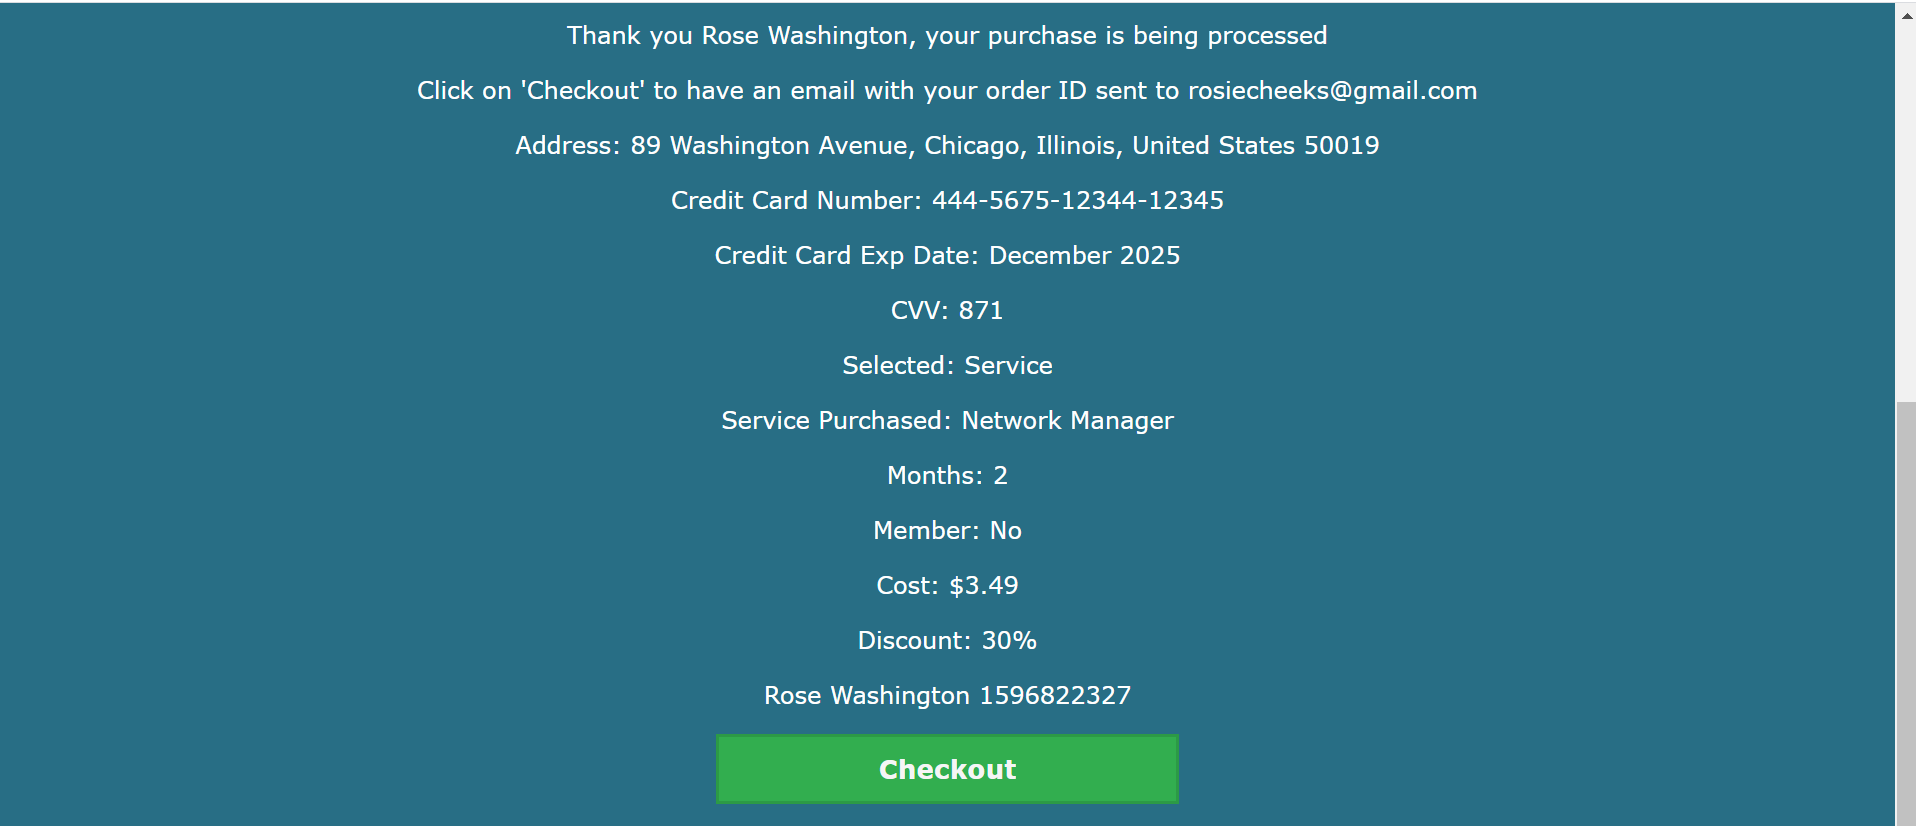 Thank you Rose Washington, your purchase is being processed
Click on 'Checkout' to have an email with your order ID sent to rosiecheeks@gmail.com
Address: 89 Washington Avenue, Chicago, Illinois, United States 50019
Credit Card Number: 444-5675-12344-12345
Credit Card Exp Date: December 2025
CVV: 871
Selected: Service
Service Purchased: Network Manager
Months: 2
Member: No
Cost: $3.49
Discount: 30%
Rose Washington 1596822327
Checkout